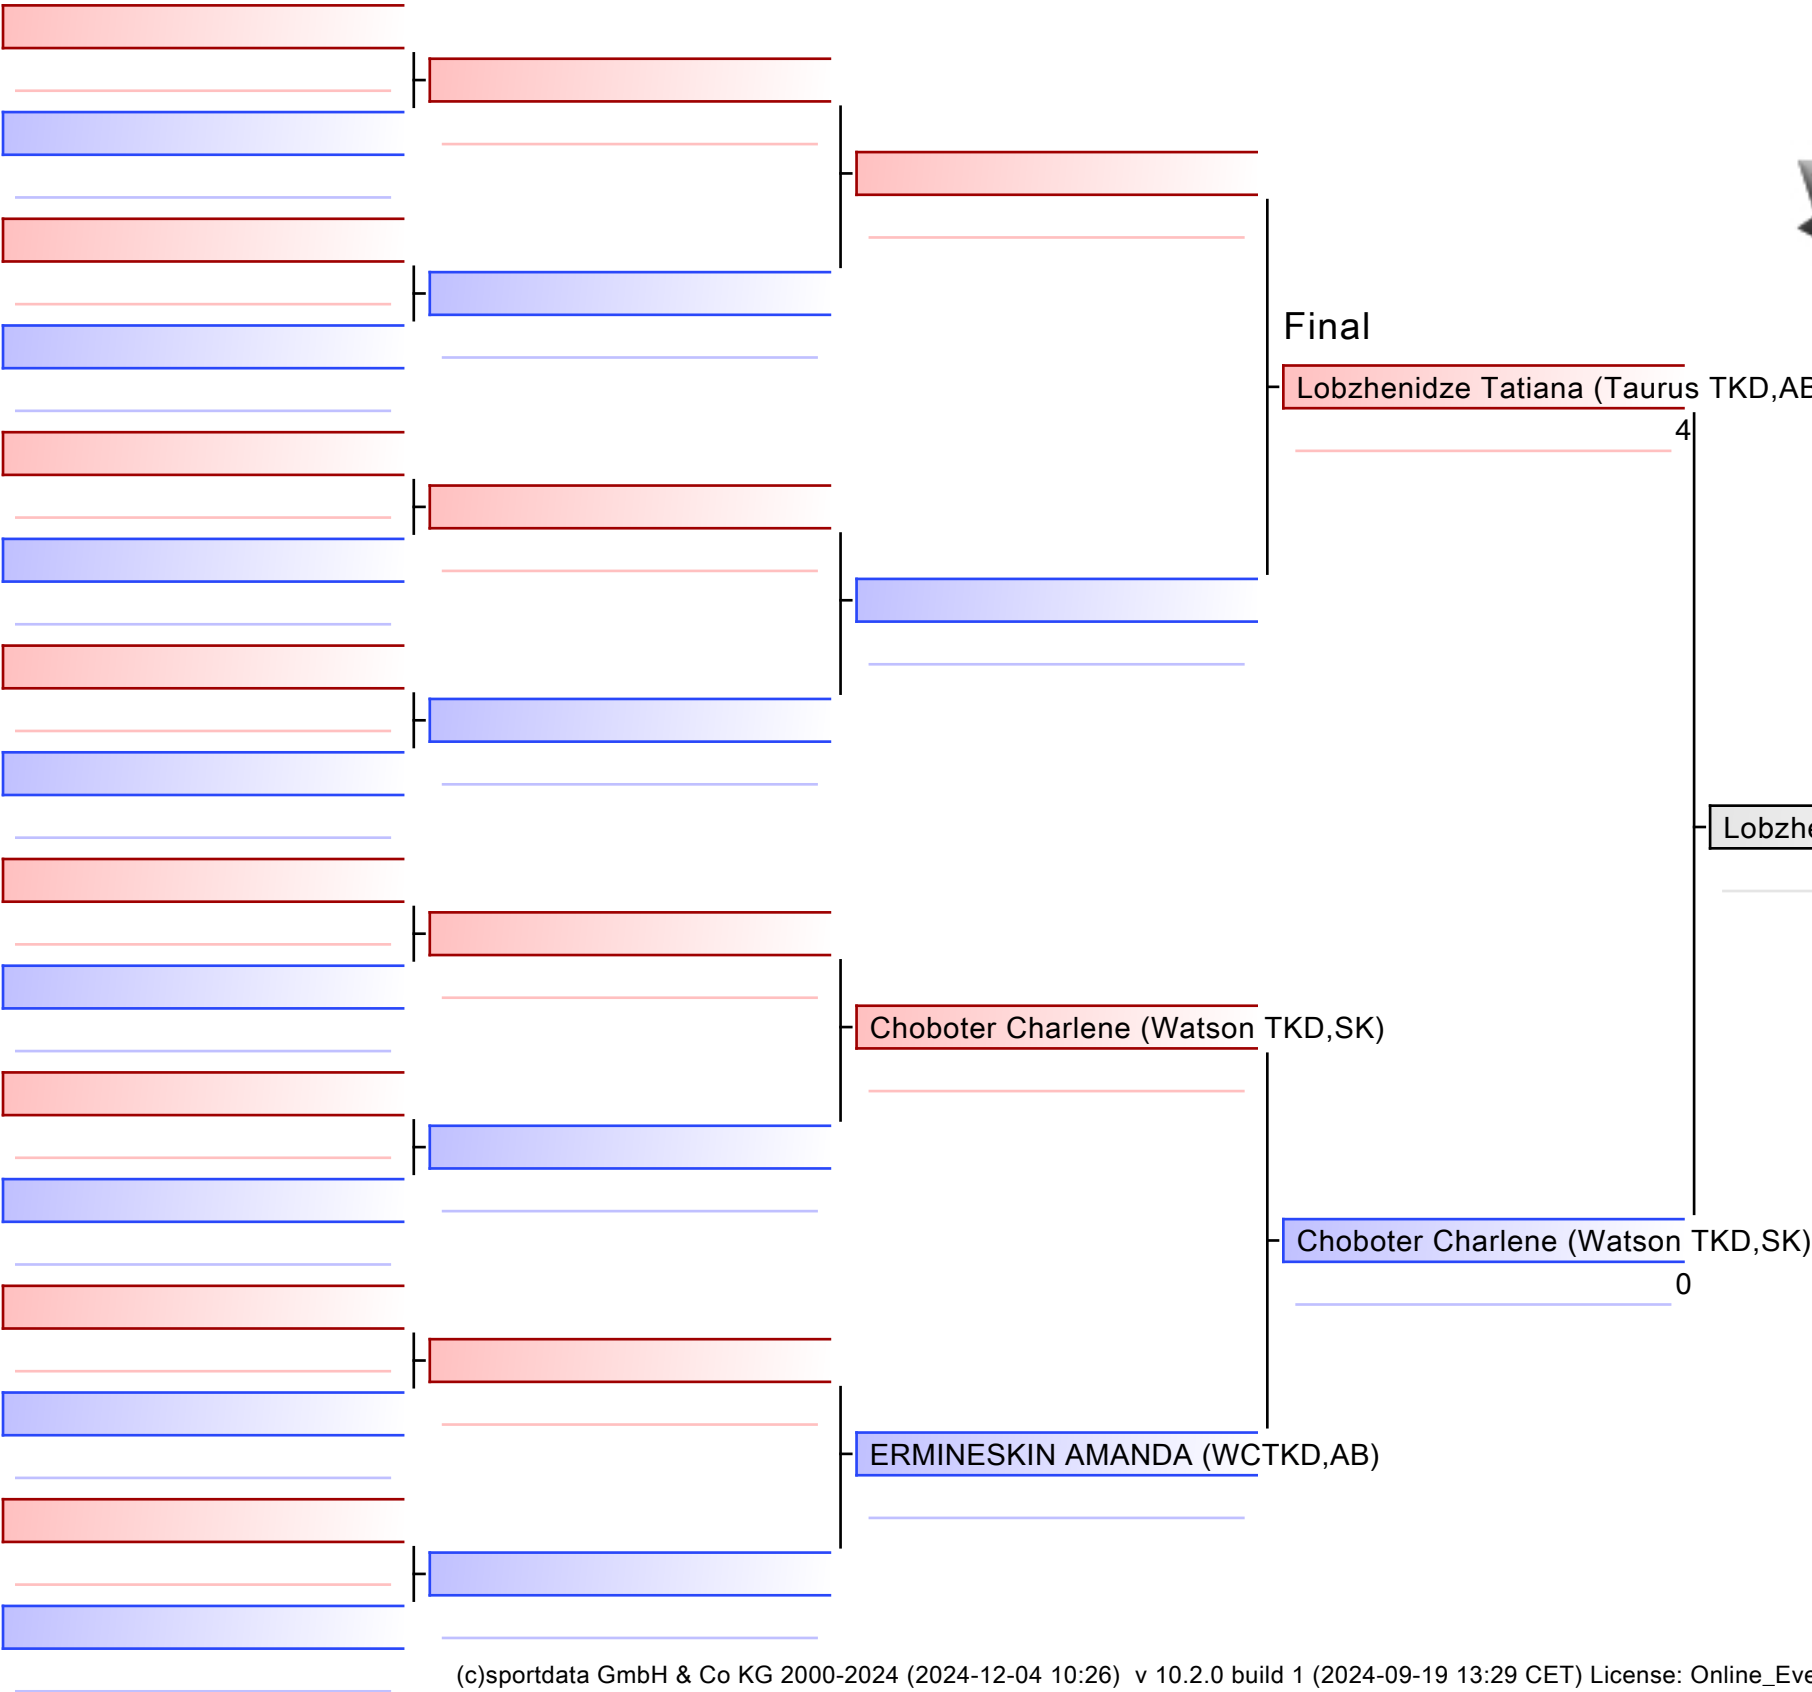 Final
Lobzhenidze Tatiana (Taurus TKD,AB
4
Lobzhe
Choboter Charlene (Watson TKD,SK)
Choboter Charlene (Watson TKD,SK)
0
ERMINESKIN AMANDA (WCTKD,AB)
(c)sportdata GmbH & Co KG 2000-2024 (2024-12-04 10:26) v 10.2.0 build 1 (2024-09-19 13:29 CET) License: Online_Eve